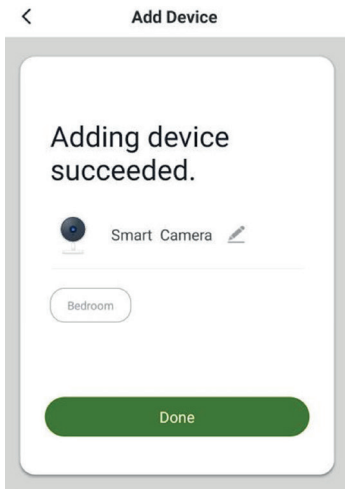 Add Device
Adding device
succeeded.
Smart Camera
Bedroom
Done